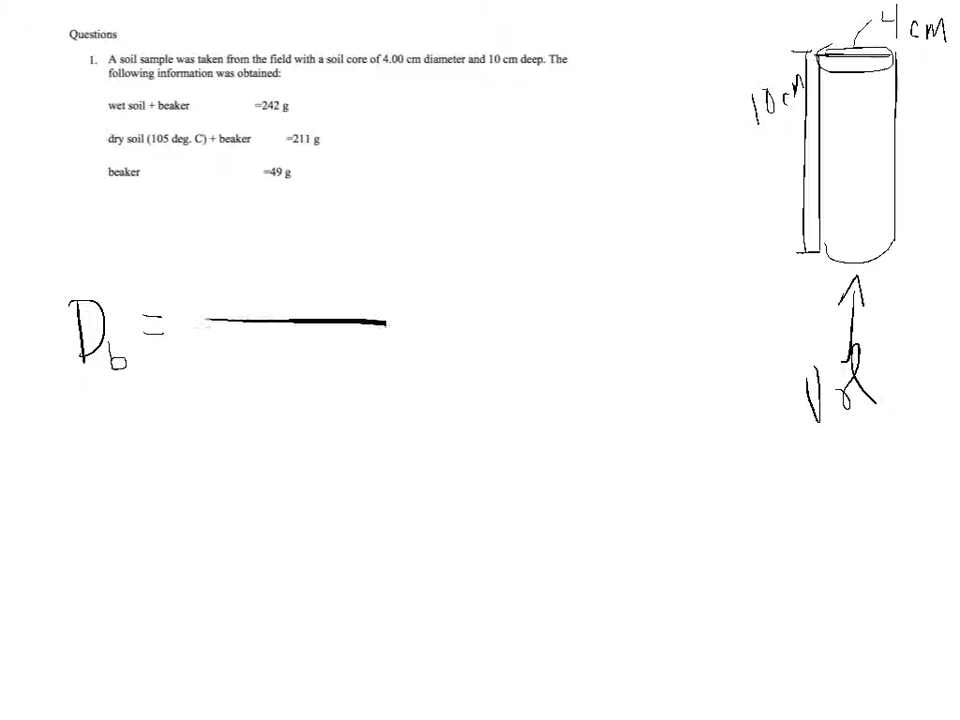 Questions
1. A soil sample was taken from the field with a soil core of 4.00 cm diameter and 10 cm deep. The
following information was obtained:
wet soil + beaker =242 g
dry soil (105 deg. C) + beaker =211 g
beaker =49 g
4 cm
10 cm
D_b =
Vol